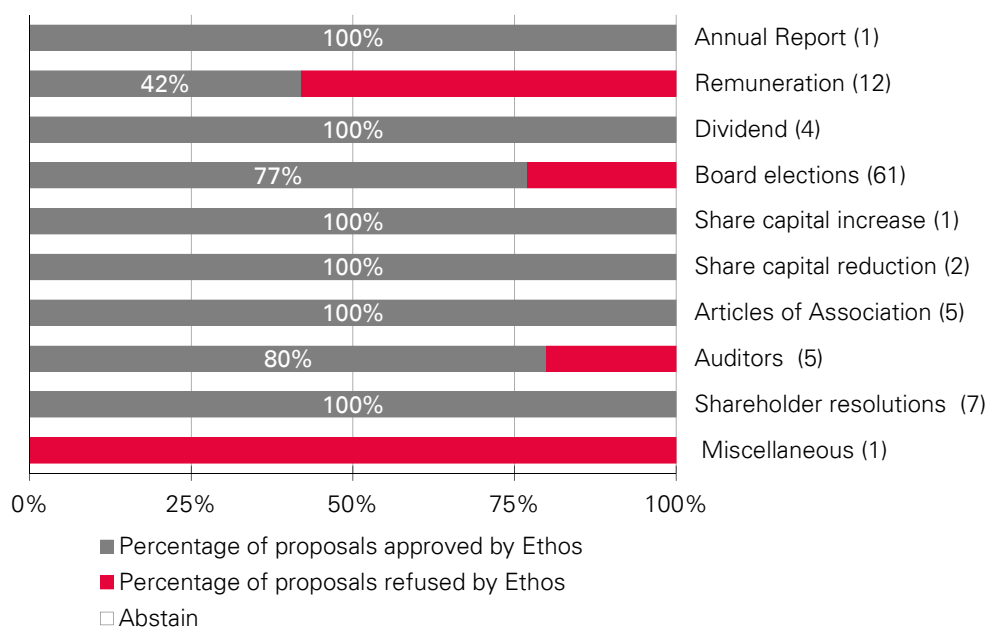 100% Annual Report (1)
42% Remuneration (12)
100% Dividend (4)
77% Board elections (61)
100% Share capital increase (1)
100% Share capital reduction (2)
100% Articles of Association (5)
80% Auditors (5)
100% Shareholder resolutions (7)
Miscellaneous (1)
0% 25% 50% 75% 100%
Percentage of proposals approved by Ethos
Percentage of proposals refused by Ethos
Abstain